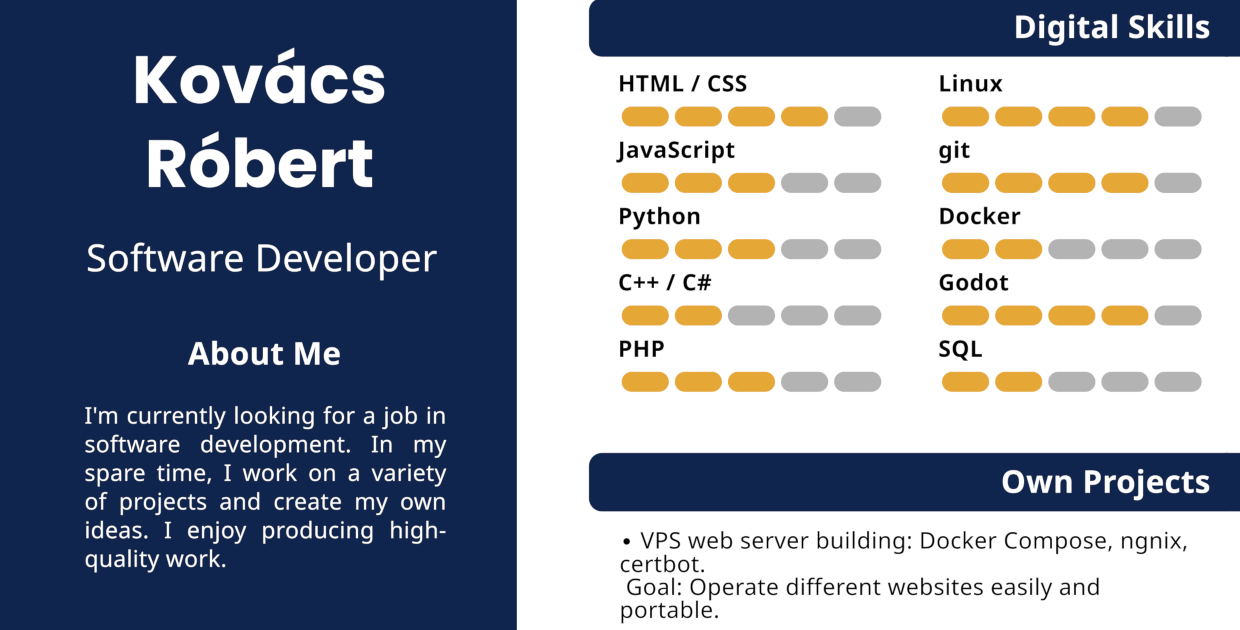 Kovács
Róbert
Software Developer
About Me
I'm currently looking for a job in
software development. In my
spare time, I work on a variety
of projects and create my own
ideas. I enjoy producing high-
quality work.
Digital Skills
HTML / CSS
JavaScript
Python
C++ / C#
PHP
Linux
git
Docker
Godot
SQL
Own Projects
• VPS web server building: Docker Compose, ngnix,
certbot.
Goal: Operate different websites easily and
portable.